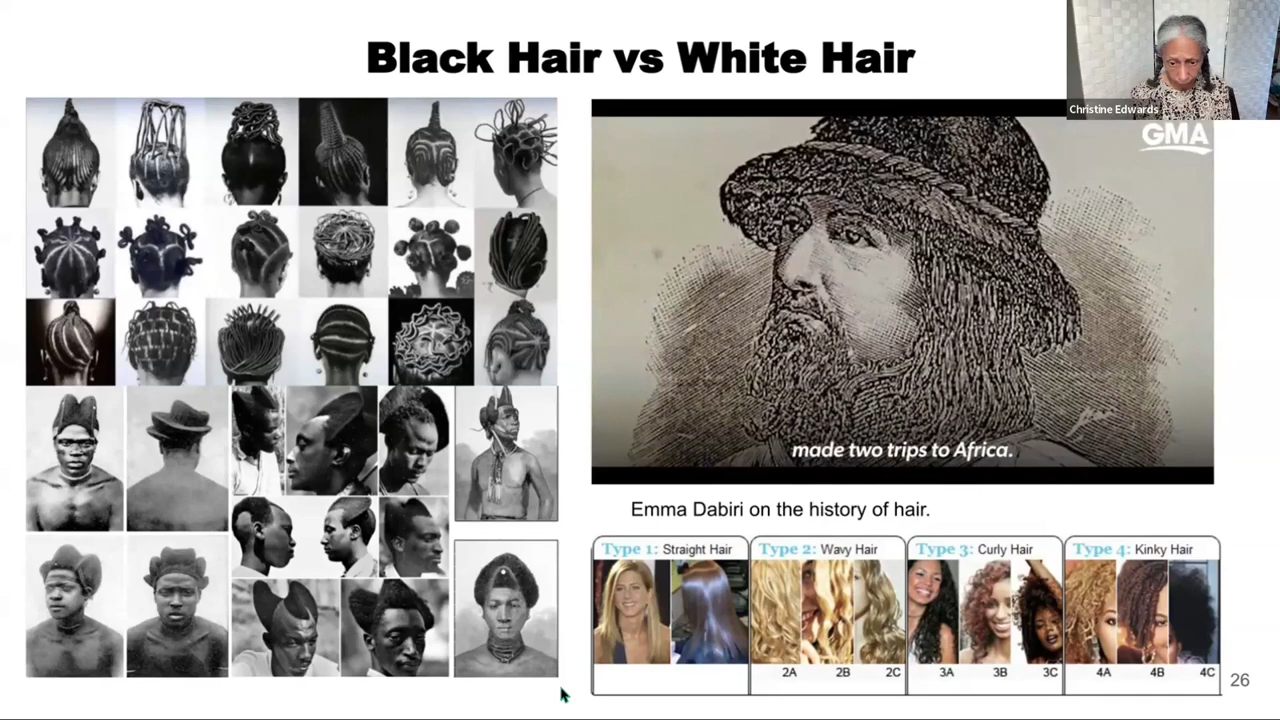 Black Hair vs White Hair
Christine Edwards
GMA
made two trips to Africa.
Emma Dabiri on the history of hair.
Type 1: Straight Hair
Type 2: Wavy Hair
2A 2B 2C
Type 3: Curly Hair
3A 3B 3C
Type 4: Kinky Hair
4A 4B 4C
26